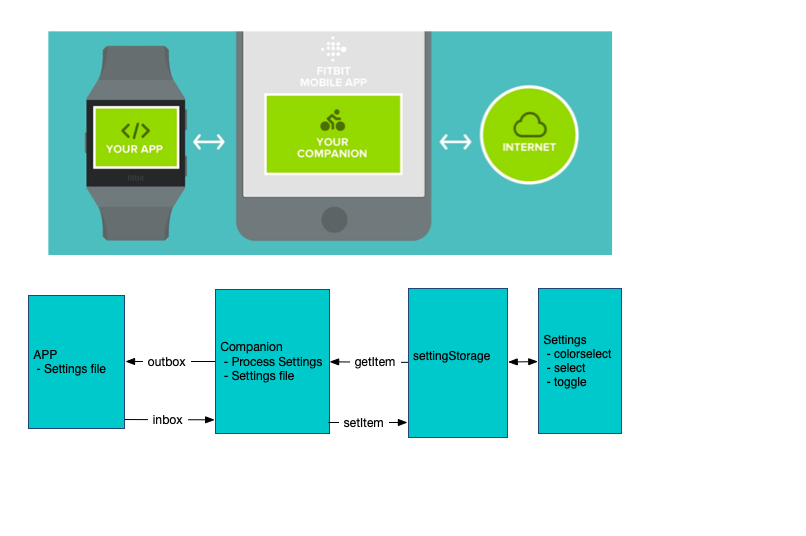 FITBIT
MOBILE APP
</> 
YOUR APP
YOUR
COMPANION
INTERNET
fitbit
APP
- Settings file
outbox
inbox
Companion
- Process Settings
- Settings file
getItem
setItem
settingStorage
Settings
- colorselect
- select
- toggle